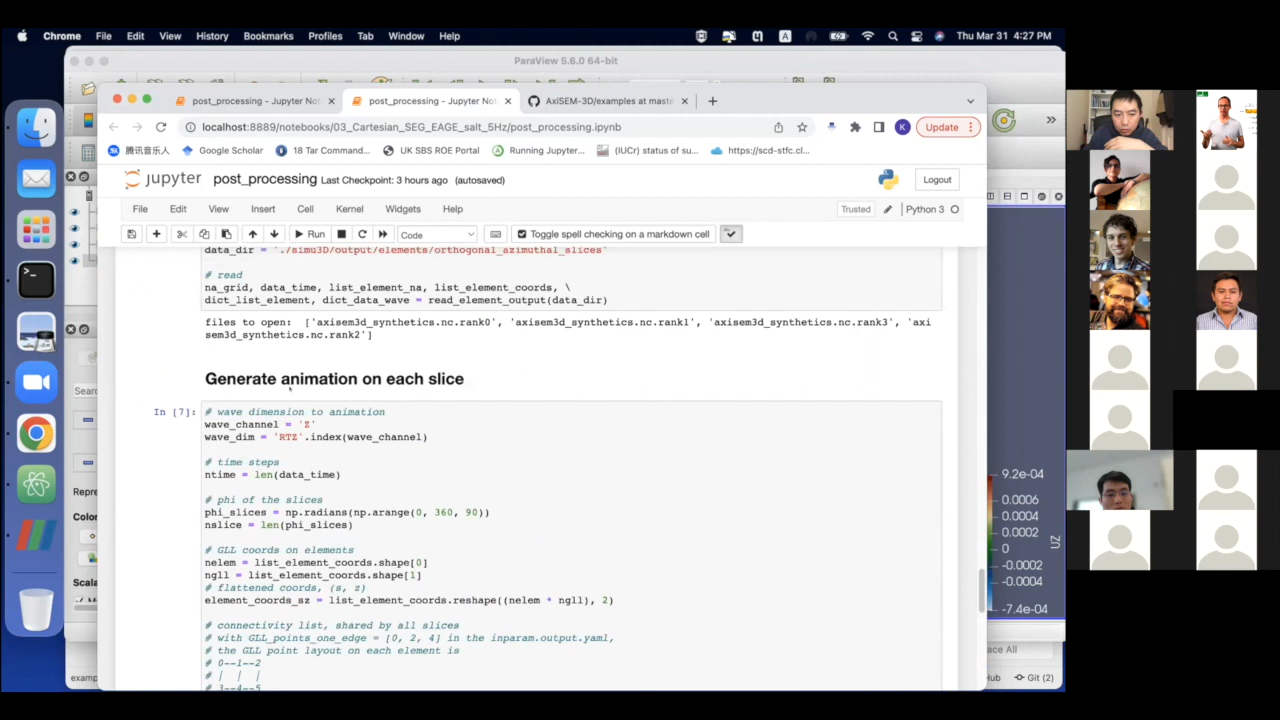 Chrome File Edit View History Bookmarks Profiles Tab Window Help A Thu Mar 31 4:27 PM
ParaView 5.6.0 64-bit
post_processing - Jupyter Not post_processing - Jupyter Not AxiSEM-3D/examples at maste
localhost:8889/notebooks/03_Cartesian_SEG_EAGE_salt_5Hz/post_processing.ipynb K Update
腾讯音乐人 Google Scholar 18 Tar Command... UK SBS ROE Portal Running Jupyter... (IUCr) status of su... https://scd-stfc.cl...
jupyter post_processing Last Checkpoint: 3 hours ago (autosaved) Logout
File Edit View Insert Cell Kernel Widgets Help Trusted Python 3
Run Code Toggle spell checking on a markdown cell
data_dir = './simu3D/output/elements/orthogonal_azimuthal_slices'
# read
na_grid, data_time, list_element_na, list_element_coords, \
dict_list_element, dict_data_wave = read_element_output(data_dir)
files to open: ['axisem3d_synthetics.nc.rank0', 'axisem3d_synthetics.nc.rank1', 'axisem3d_synthetics.nc.rank3', 'axi
sem3d_synthetics.nc.rank2']
Generate animation on each slice
In [7]:
# wave dimension to animation
wave_channel = 'Z'
wave_dim = 'RTZ'.index(wave_channel)
# time steps
ntime = len(data_time)
# phi of the slices
phi_slices = np.radians(np.arange(0, 360, 90))
nslice = len(phi_slices)
# GLL coords on elements
nelem = list_element_coords.shape[0]
ngll = list_element_coords.shape[1]
# flattened coords, (s, z)
element_coords_sz = list_element_coords.reshape((nelem * ngll), 2)
# connectivity list, shared by all slices
# with GLL_points_one_edge = [0, 2, 4] in the inparam.output.yaml,
# the GLL point layout on each element is
# 0--1--2
# | | |
# 3--4--5
Sear
Repre
Color
Scala
examp
9.2e-04
0.0006
0.0004
0.0002
0
-0.0002
-0.0004
-7.4e-04
ace All
Hub Git (2)